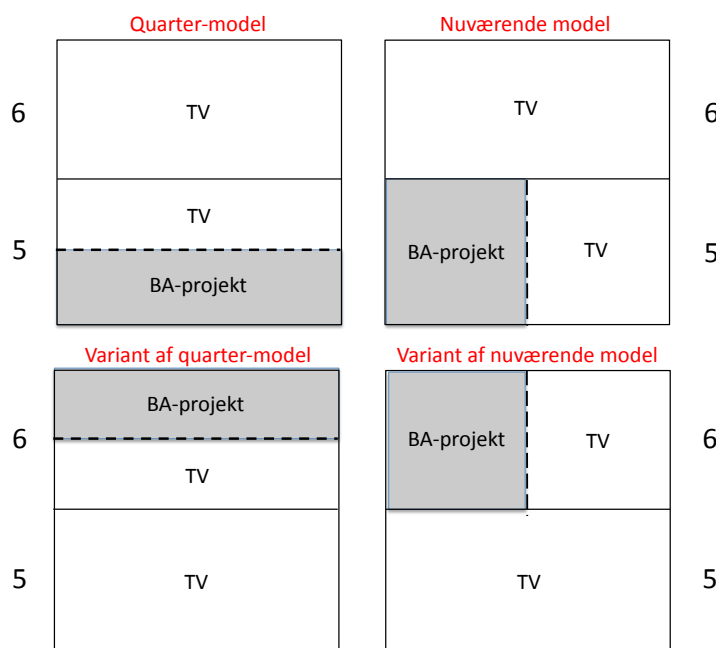 Quarter-model
Nuværende model
6
TV
TV
6
TV
5
BA-projekt
BA-projekt
TV
5
Variant af quarter-model
Variant af nuværende model
BA-projekt
6
TV
BA-projekt
TV
6
5
TV
TV
5